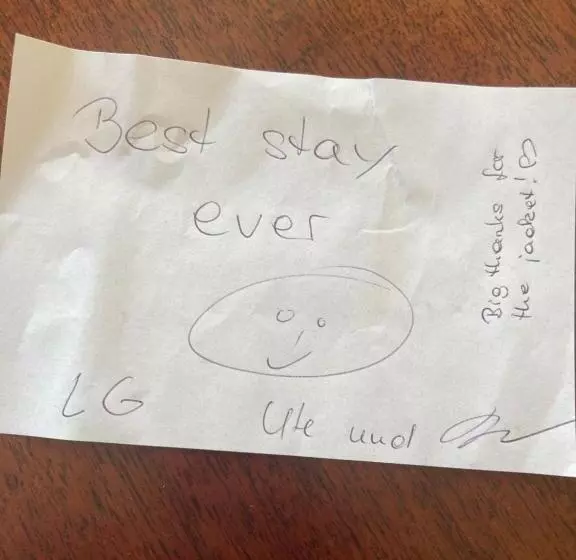 Best stay
ever
LG
Ute und
Big thanks for
the jacket! ♡